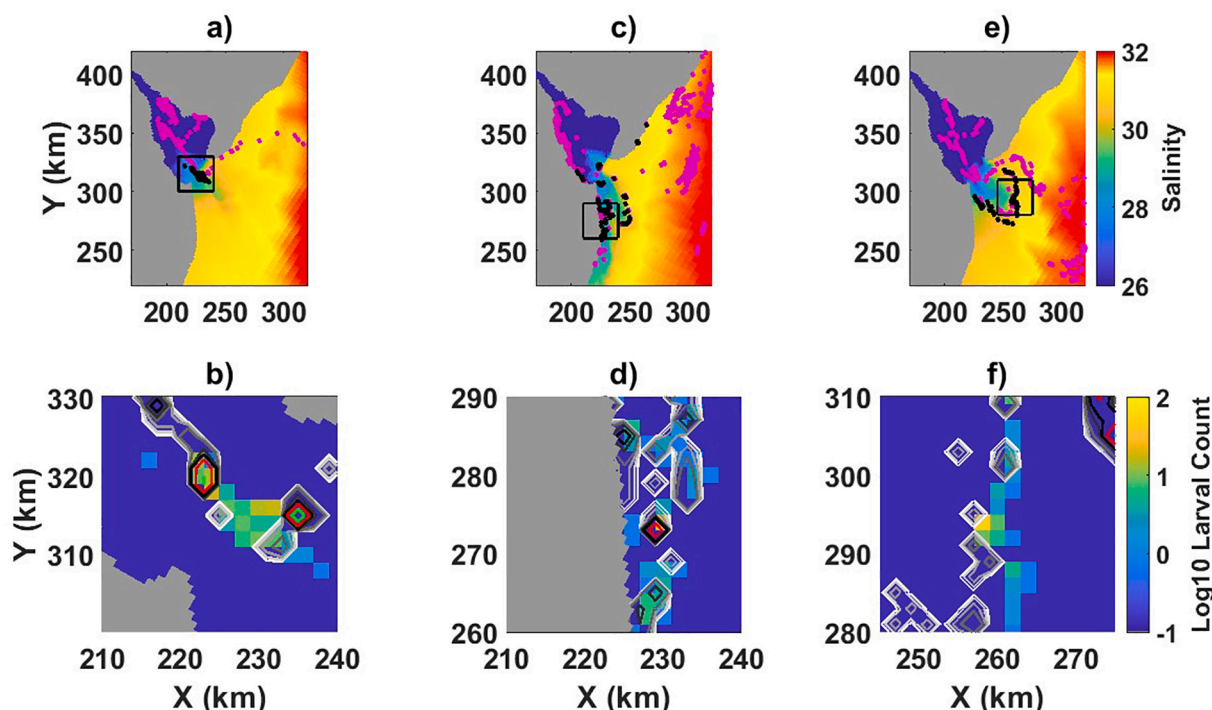 a) c) e)
400 400 400 32
350 350 350 30
300 300 300 28
250 250 250 26
Y (km) Salinity
200 250 300 200 250 300 200 250 300
b) d) f)
330 290 310 2
320 280 300 1
310 270 290 0
260 280 -1
Y (km) Log10 Larval Count
210 220 230 240 210 220 230 240 250 260 270
X (km) X (km) X (km)